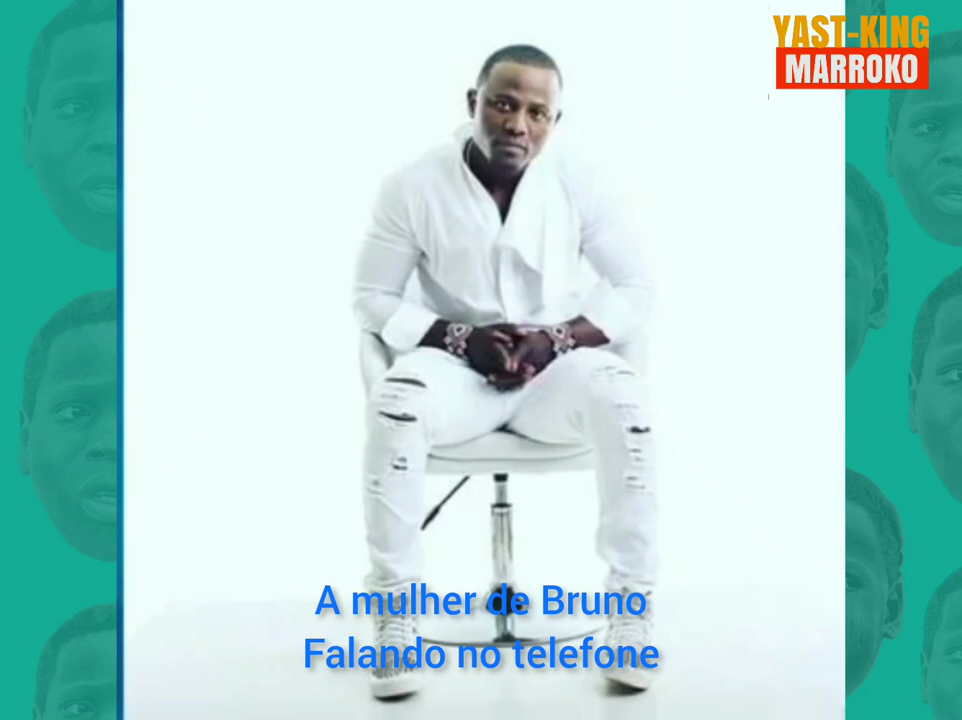 YAST-KING
MARROKO
A mulher de Bruno
Falando no telefone